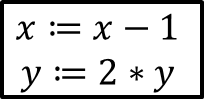 x := x − 1
y := 2 * y